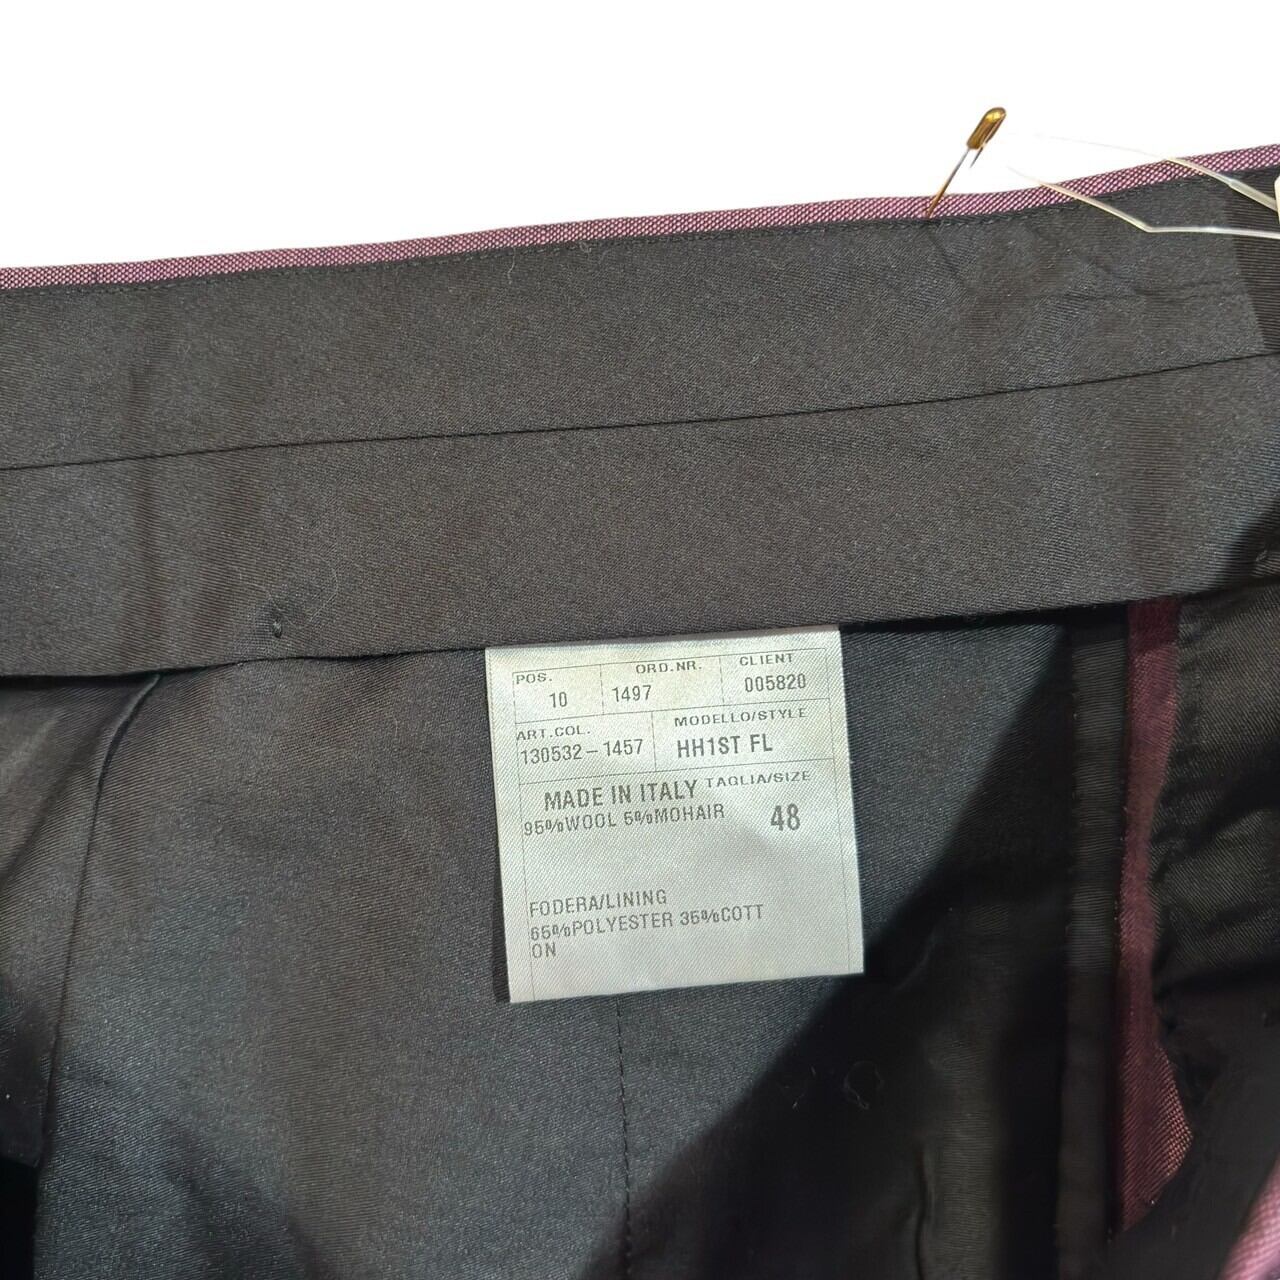 POS. ORD.NR. CLIENT
10 1497 005820
ART.COL. MODELLO/STYLE
130532-1457 HH1ST FL
MADE IN ITALY TAGLIA/SIZE
95%WOOL 5%MOHAIR 48
FODERA/LINING
65%POLYESTER 35%COTT
ON